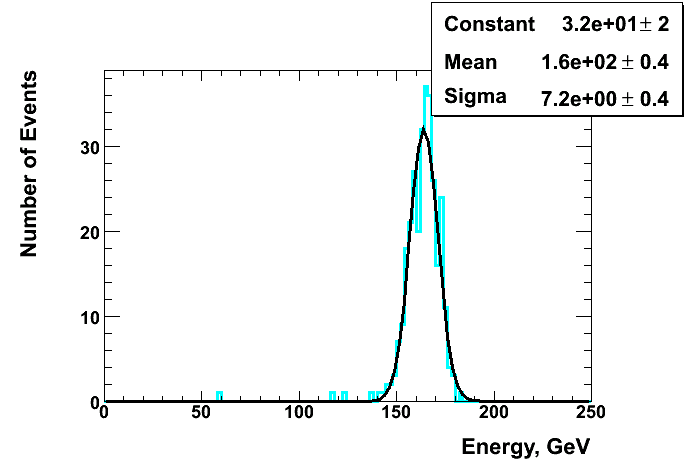 Constant 3.2e+01 ± 2
Mean 1.6e+02 ± 0.4
Sigma 7.2e+00 ± 0.4
Number of Events
30
20
10
0
0 50 100 150 200 250
Energy, GeV